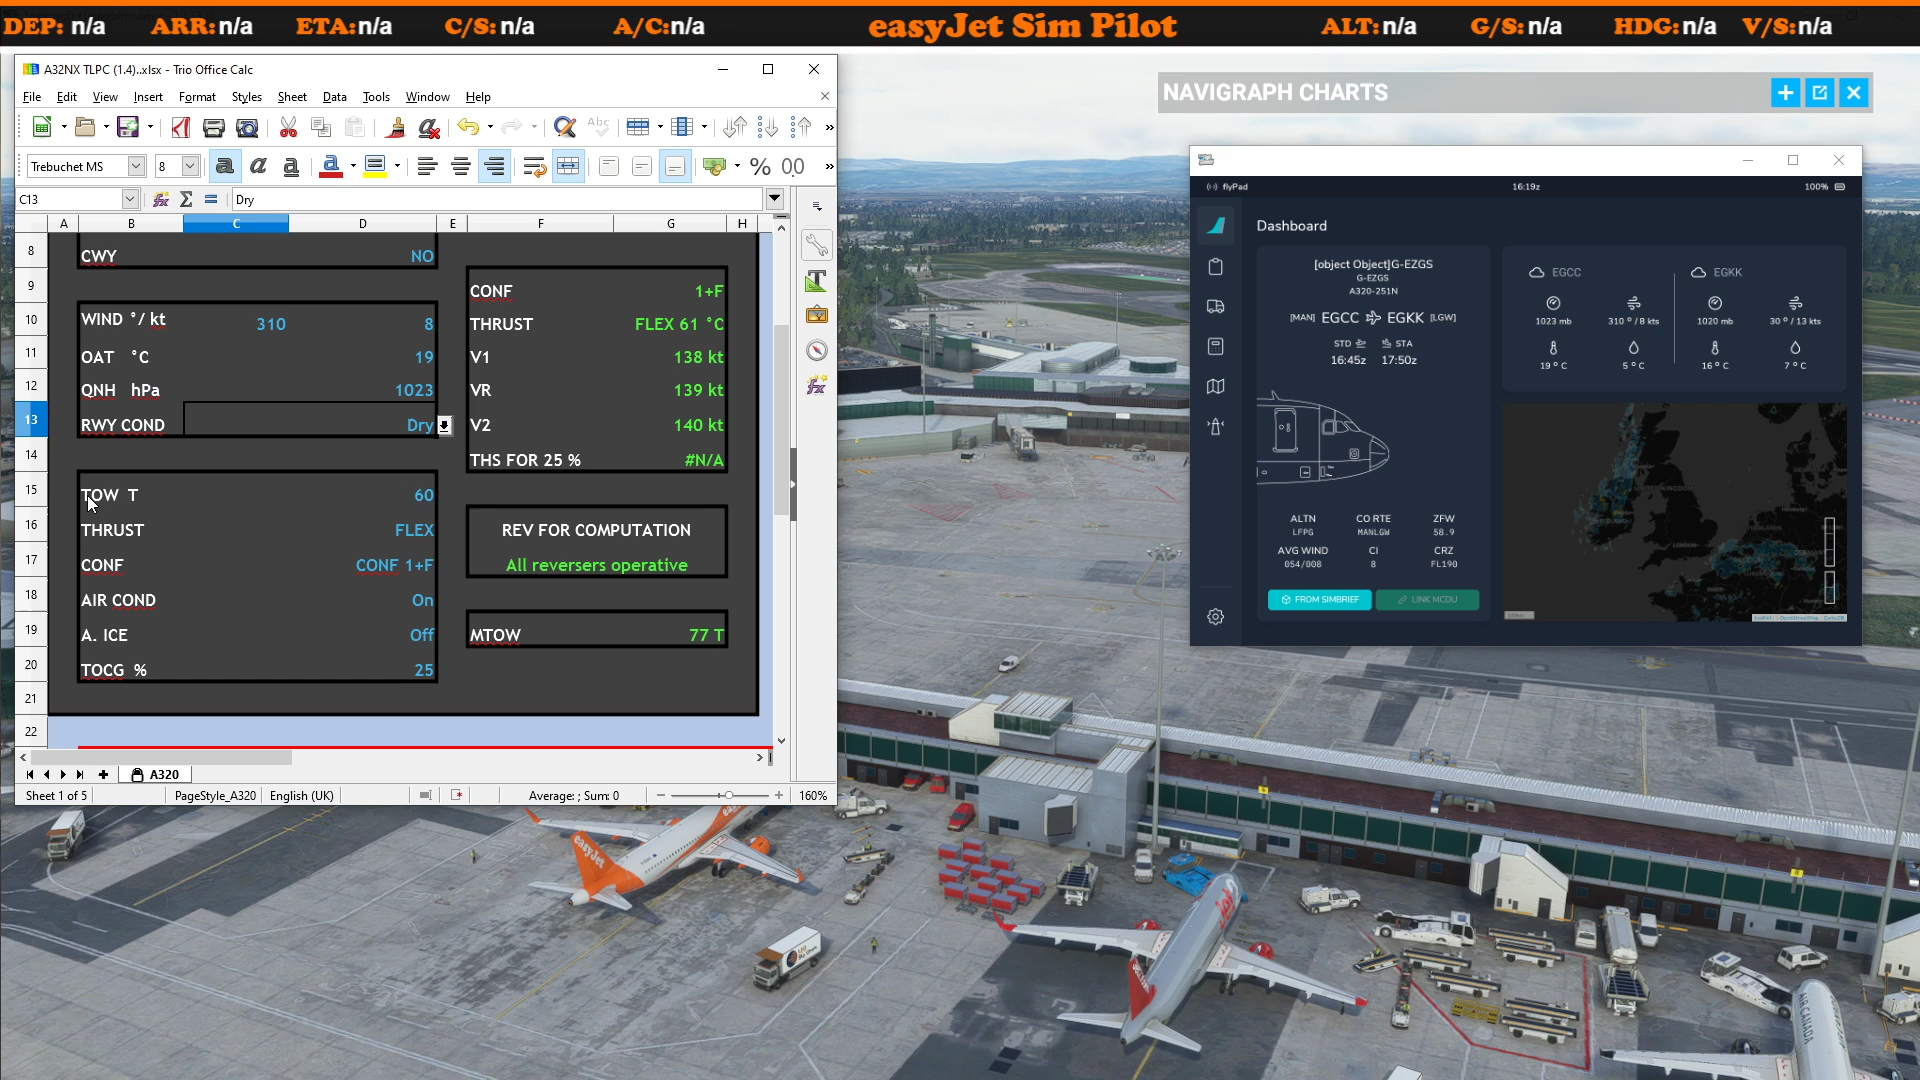 DEP: n/a ARR:n/a ETA:n/a C/S:n/a A/C:n/a easyJet Sim Pilot ALT:n/a G/S:n/a HDG:n/a V/S:n/a
A32NX TLPC (1.4)..xlsx - Trio Office Calc
File Edit View Insert Format Styles Sheet Data Tools Window Help
Trebuchet MS 8
C13 Dry
A B C D E F G H
8 CWY NO
9 CONF 1+F
10 WIND °/ kt 310 8 THRUST FLEX 61 °C
11 OAT °C 19 V1 138 kt
12 QNH hPa 1023 VR 139 kt
13 RWY COND Dry V2 140 kt
14 THS FOR 25 % #N/A
15 TOW T 60
16 THRUST FLEX REV FOR COMPUTATION
17 CONF CONF 1+F All reversers operative
18 AIR COND On
19 A. ICE Off MTOW 77 T
20 TOCG % 25
21
22
A320
Sheet 1 of 5 PageStyle_A320 English (UK) Average: ; Sum: 0 160%
NAVIGRAPH CHARTS
flyPad 16:19z 100%
Dashboard
[object Object]G-EZGS
G-EZGS
A320-251N
[MAN] EGCC EGKK [LGW]
STD STA
16:45z 17:50z
ALTN CO RTE ZFW
LFPG MANLGW 58.9
AVG WIND CI CRZ
054/008 8 FL190
FROM SIMBRIEF LINK MCDU
EGCC EGKK
1023 mb 310 ° / 8 kts 1020 mb 30 ° / 13 kts
19 ° C 5 ° C 16 ° C 7 ° C
easyJet
Jet2
AIR CANADA